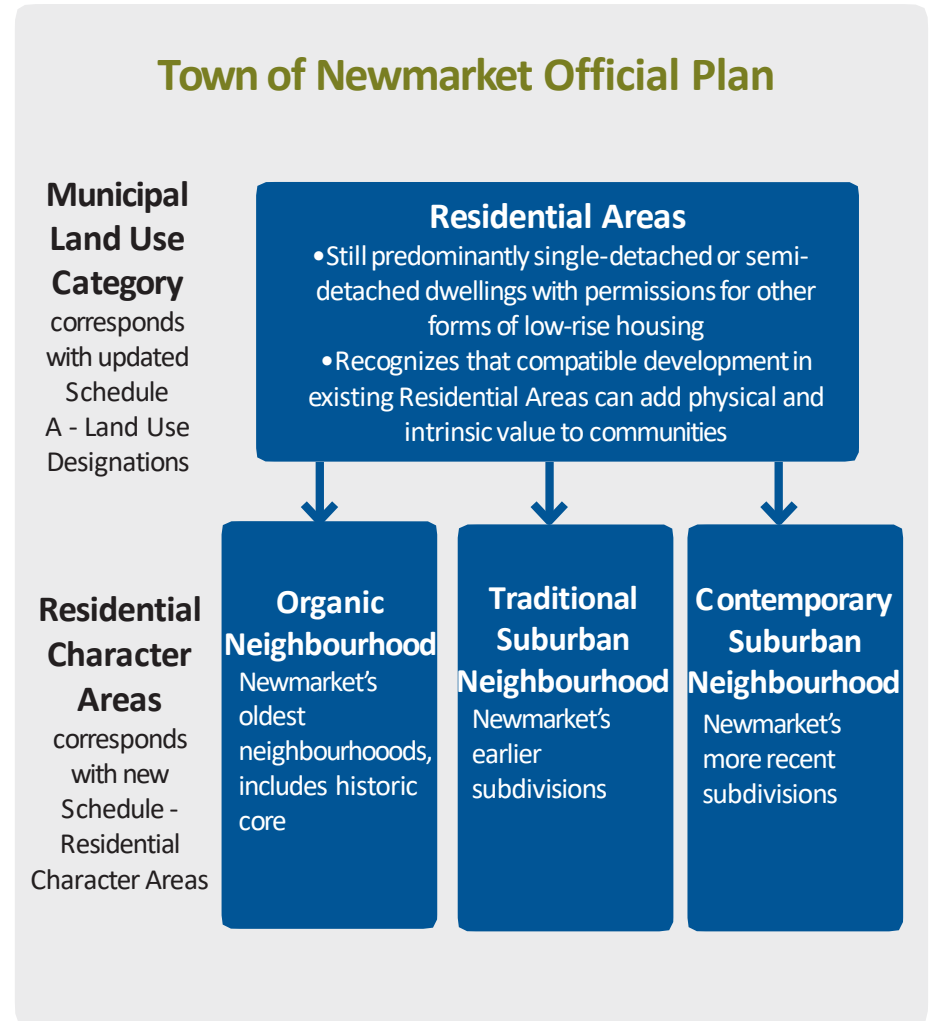 Town of Newmarket Official Plan
Municipal
Land Use
Category
corresponds
with updated
Schedule
A - Land Use
Designations
Residential Areas
•Still predominantly single-detached or semi-
detached dwellings with permissions for other
forms of low-rise housing
•Recognizes that compatible development in
existing Residential Areas can add physical and
intrinsic value to communities
Residential
Character
Areas
corresponds
with new
Schedule -
Residential
Character Areas
Organic
Neighbourhood
Newmarket's
oldest
neighbourhooods,
includes historic
core
Traditional
Suburban
Neighbourhood
Newmarket's
earlier
subdivisions
Contemporary
Suburban
Neighbourhood
Newmarket's
more recent
subdivisions